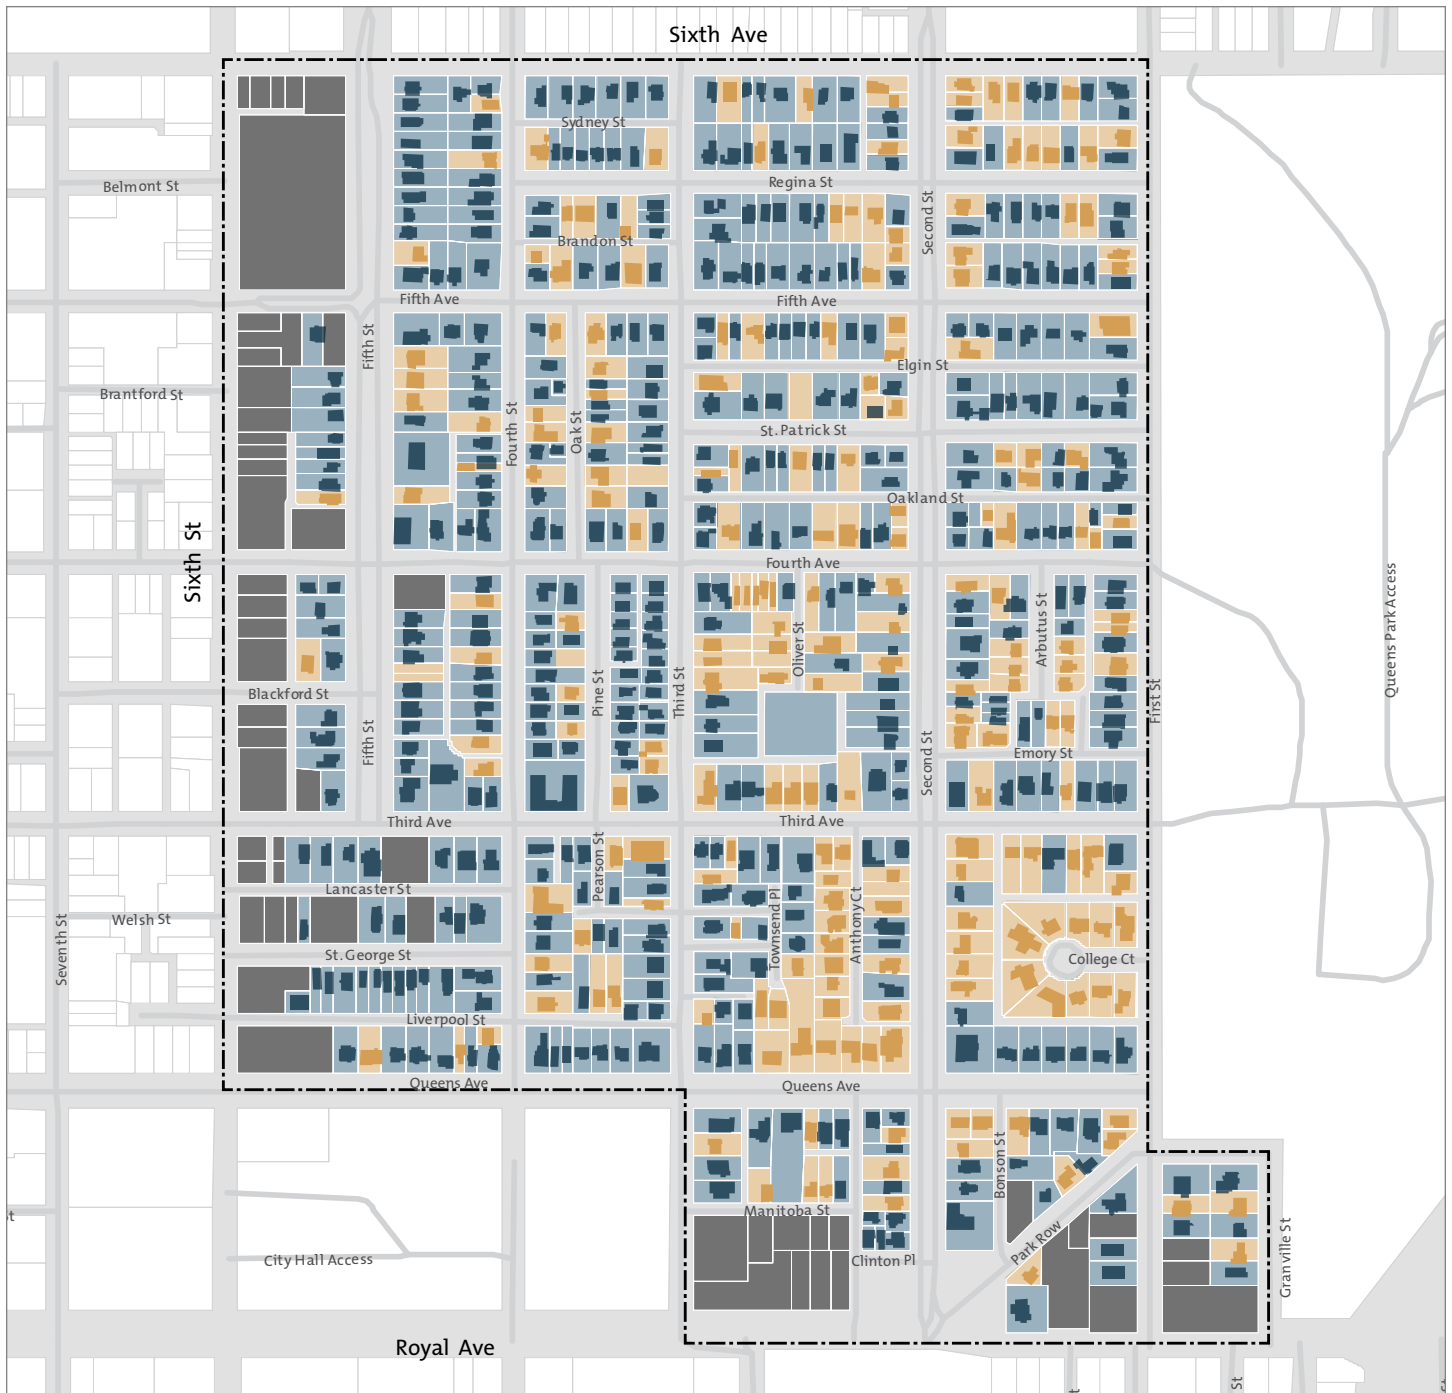 Sixth Ave
Sydney St
Belmont St
Regina St
Second St
Brandon St
Fifth Ave
Fifth Ave
Fifth St
Elgin St
Brantford St
Fourth St
Oak St
St. Patrick St
Oakland St
Sixth St
Fourth Ave
Queens Park Access
Arbutus St
Oliver St
Blackford St
Pine St
Third St
First St
Fifth St
Second St
Emory St
Third Ave
Third Ave
Pearson St
Lancaster St
Welsh St
Seventh St
Townsend Pl
Anthony Ct
St. George St
College Ct
Liverpool St
Queens Ave
Queens Ave
Bonson St
Manitoba St
t
Park Row
Granville St
City Hall Access
Clinton Pl
Royal Ave
St